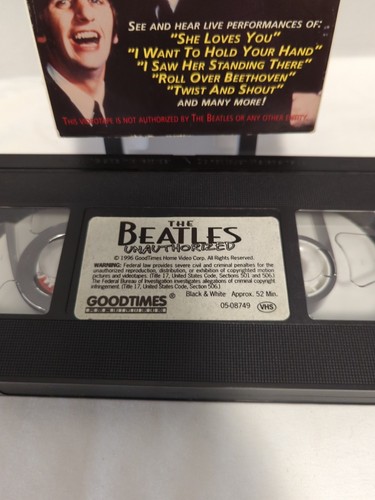 SEE AND HEAR LIVE PERFORMANCES OF:
"SHE LOVES YOU"
"I WANT TO HOLD YOUR HAND"
"I SAW HER STANDING THERE"
"ROLL OVER BEETHOVEN"
"TWIST AND SHOUT"
AND MANY MORE!
THIS VIDEOTAPE IS NOT AUTHORIZED BY THE BEATLES OR ANY OTHER ENTITY.
THE
BEATLES
UNAUTHORIZED
© 1996 GoodTimes Home Video Corp. All Rights Reserved.
WARNING: Federal law provides severe civil and criminal penalties for the
unauthorized reproduction, distribution, or exhibition of copyrighted motion
pictures and videotapes. (Title 17, United States Code, Sections 501 and 506.)
The Federal Bureau of Investigation investigates allegations of criminal copyright
infringement. (Title 17, United States Code, Section 506.)
Black & White Approx. 52 Min.
GOODTIMES®
05-08749 VHS